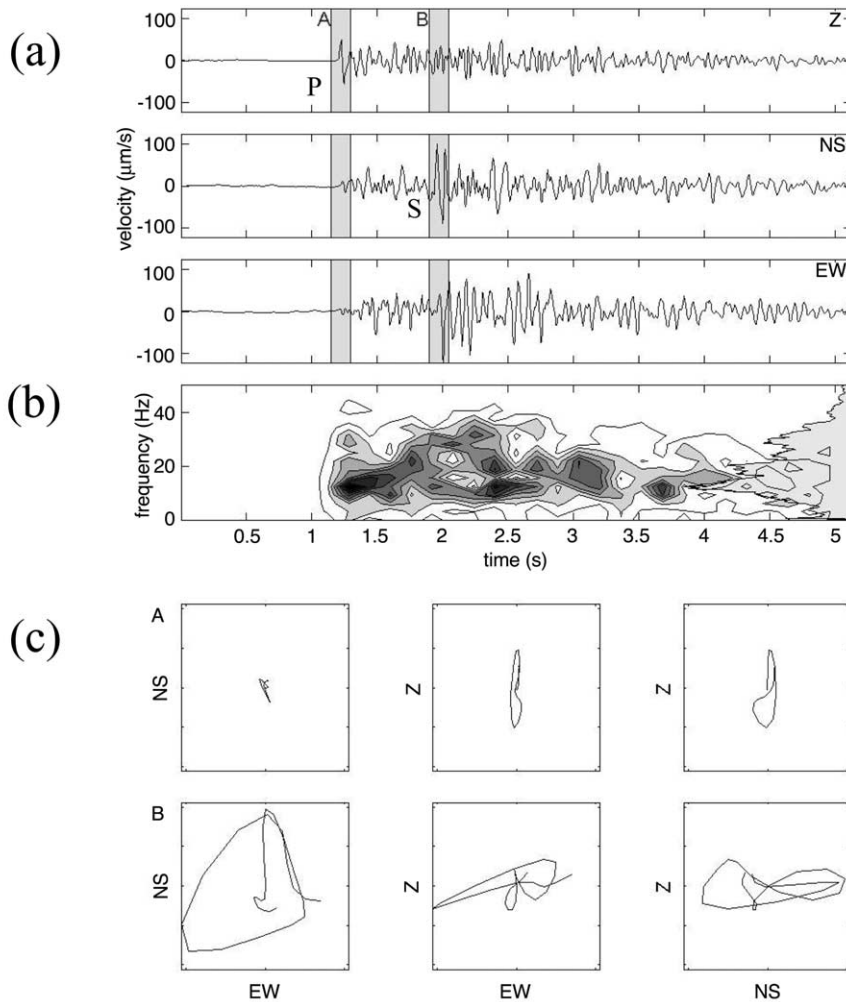 (a)
A B Z
100
0
-100
P
NS
100
0
-100
S
velocity (μm/s)
EW
100
0
-100
(b)
frequency (Hz)
40
20
0
0.5 1 1.5 2 2.5 3 3.5 4 4.5 5
time (s)
(c)
A
NS Z Z
B
NS Z Z
EW EW NS